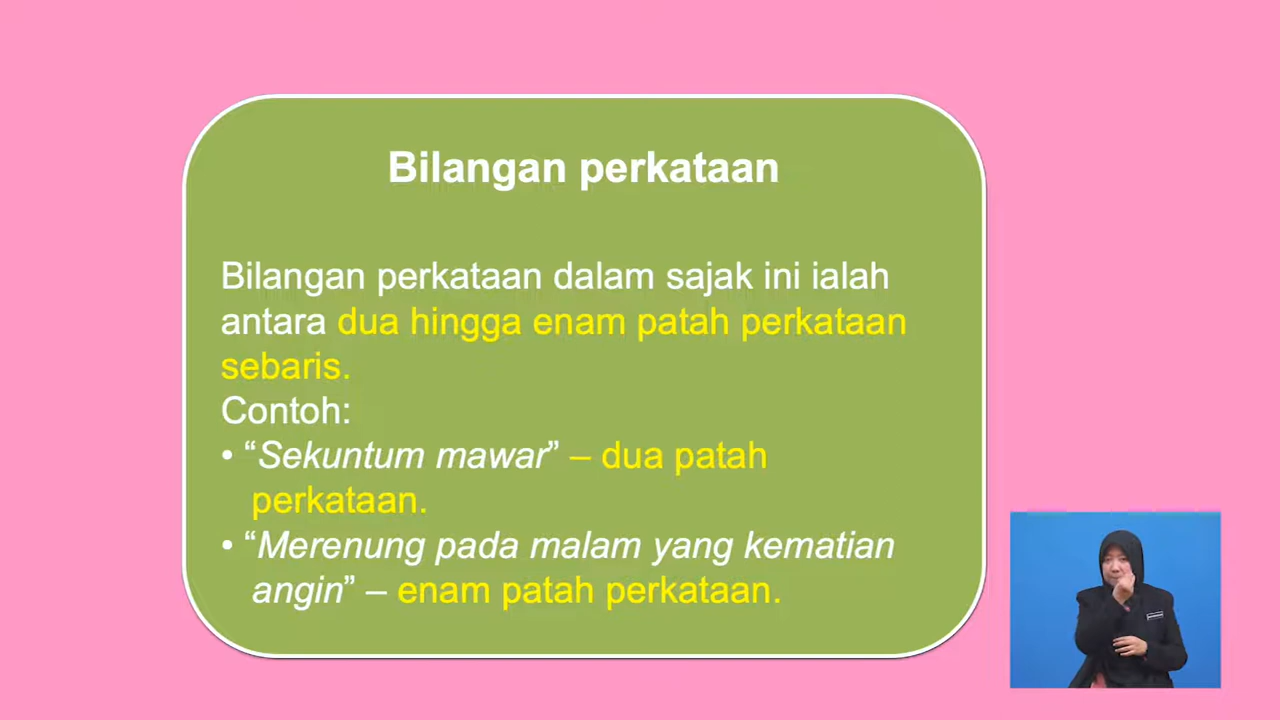 Bilangan perkataan
Bilangan perkataan dalam sajak ini ialah
antara dua hingga enam patah perkataan
sebaris.
Contoh:
• “Sekuntum mawar” – dua patah
perkataan.
• “Merenung pada malam yang kematian
angin” – enam patah perkataan.